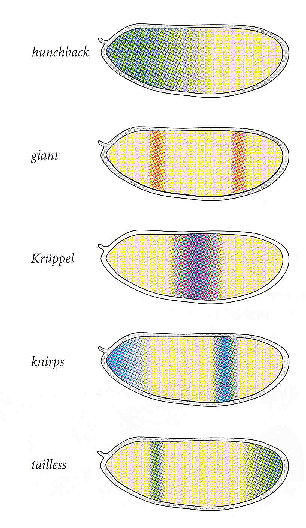 hunchback
giant
Krüppel
knirps
tailless